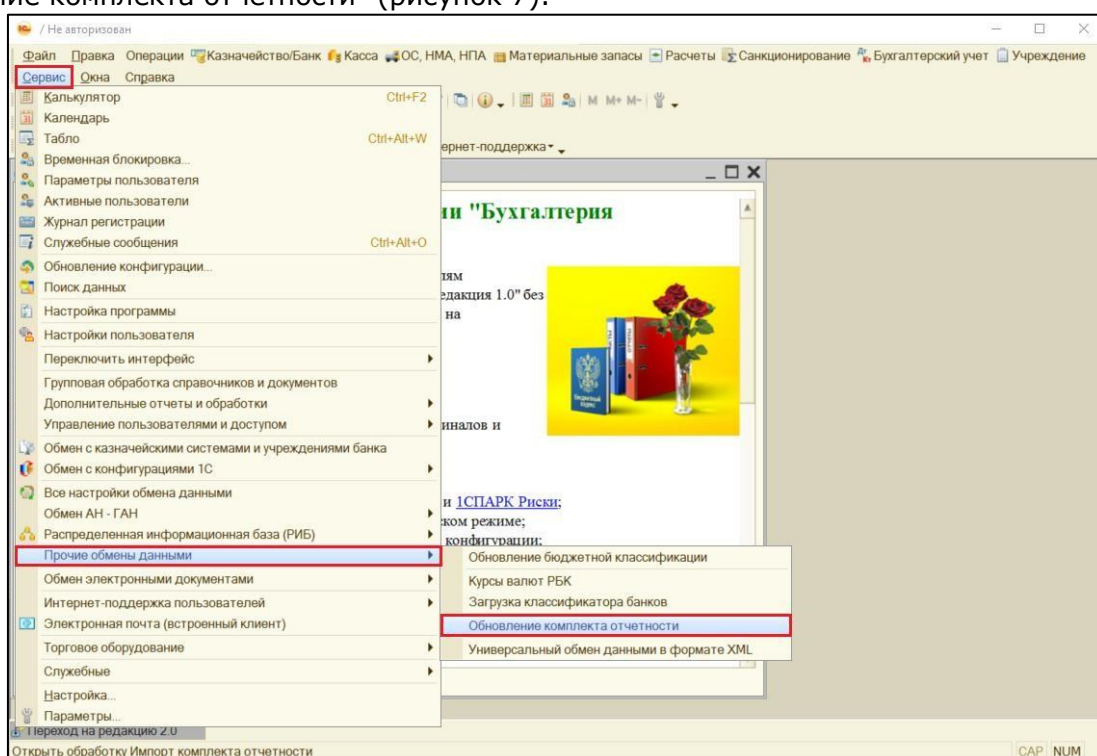 ние комплекта отчетности" (рисунок 7).
/ Не авторизован
Файл Правка Операции Казначейство/Банк Касса ОС, НМА, НПА Материальные запасы Расчеты Санкционирование Бухгалтерский учет Учреждение
Сервис Окна Справка
Калькулятор Ctrl+F2 M M+ M-
Календарь
Табло Ctrl+Alt+W
ернет-поддержка
Временная блокировка...
Параметры пользователя
Активные пользователи
Журнал регистрации
ии "Бухгалтерия
Служебные сообщения Ctrl+Alt+O
Обновление конфигурации...
лям
Поиск данных
едакция 1.0" без
Настройка программы
на
Настройки пользователя
Переключить интерфейс
Групповая обработка справочников и документов
Дополнительные отчеты и обработки
Управление пользователями и доступом
иналов и
Обмен с казначейскими системами и учреждениями банка
Обмен с конфигурациями 1С
Все настройки обмена данными
и 1СПАРК Риски;
Обмен АН - ГАН
ком режиме;
Распределенная информационная база (РИБ)
конфигурации;
Прочие обмены данными
Обновление бюджетной классификации
Обмен электронными документами
Курсы валют РБК
Интернет-поддержка пользователей
Загрузка классификатора банков
Электронная почта (встроенный клиент)
Обновление комплекта отчетности
Торговое оборудование
Универсальный обмен данными в формате XML
Служебные
Настройка...
Параметры...
Переход на редакцию 2.0
Открыть обработку Импорт комплекта отчетности CAP NUM